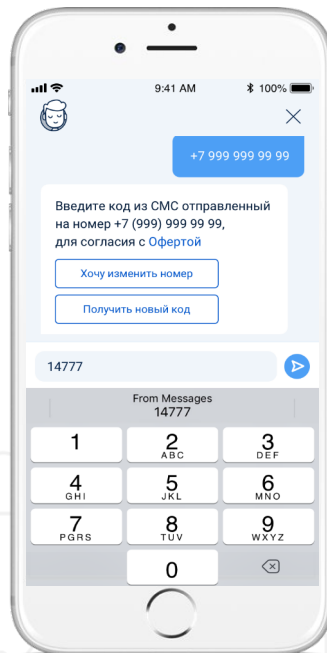 9:41 AM
100%
+7 999 999 99 99
Введите код из СМС отправленный
на номер +7 (999) 999 99 99,
для согласия с Офертой
Хочу изменить номер
Получить новый код
14777
From Messages
14777
1
2
3
ABC
DEF
4
5
6
GHI
JKL
MNO
7
8
9
PGRS
TUV
WXYZ
0